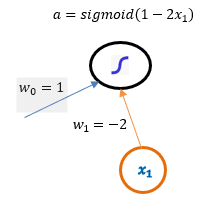 a = sigmoid(1 − 2x₁)
w₀ = 1
w₁ = −2
x₁